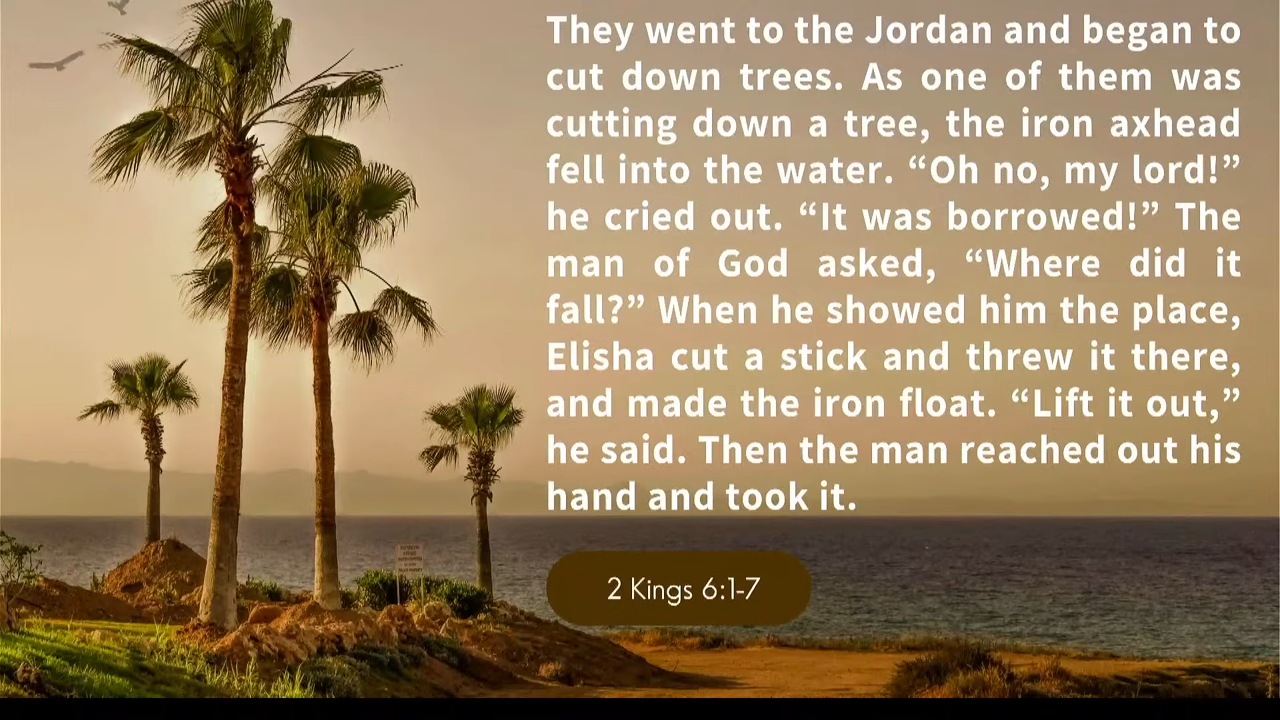 They went to the Jordan and began to
cut down trees. As one of them was
cutting down a tree, the iron axhead
fell into the water. “Oh no, my lord!”
he cried out. “It was borrowed!” The
man of God asked, “Where did it
fall?” When he showed him the place,
Elisha cut a stick and threw it there,
and made the iron float. “Lift it out,”
he said. Then the man reached out his
hand and took it.
2 Kings 6:1-7